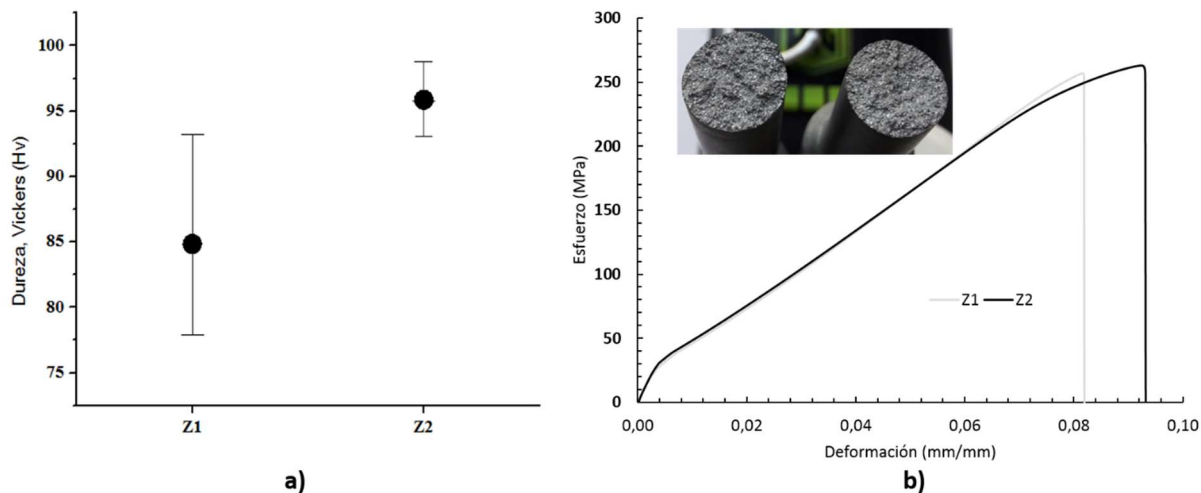 Dureza, Vickers (Hv)
100
95
90
85
80
75
Z1
Z2
a)
Esfuerzo (MPa)
300
250
200
150
100
50
0
Z1
Z2
0,00
0,02
0,04
0,06
0,08
0,10
Deformación (mm/mm)
b)